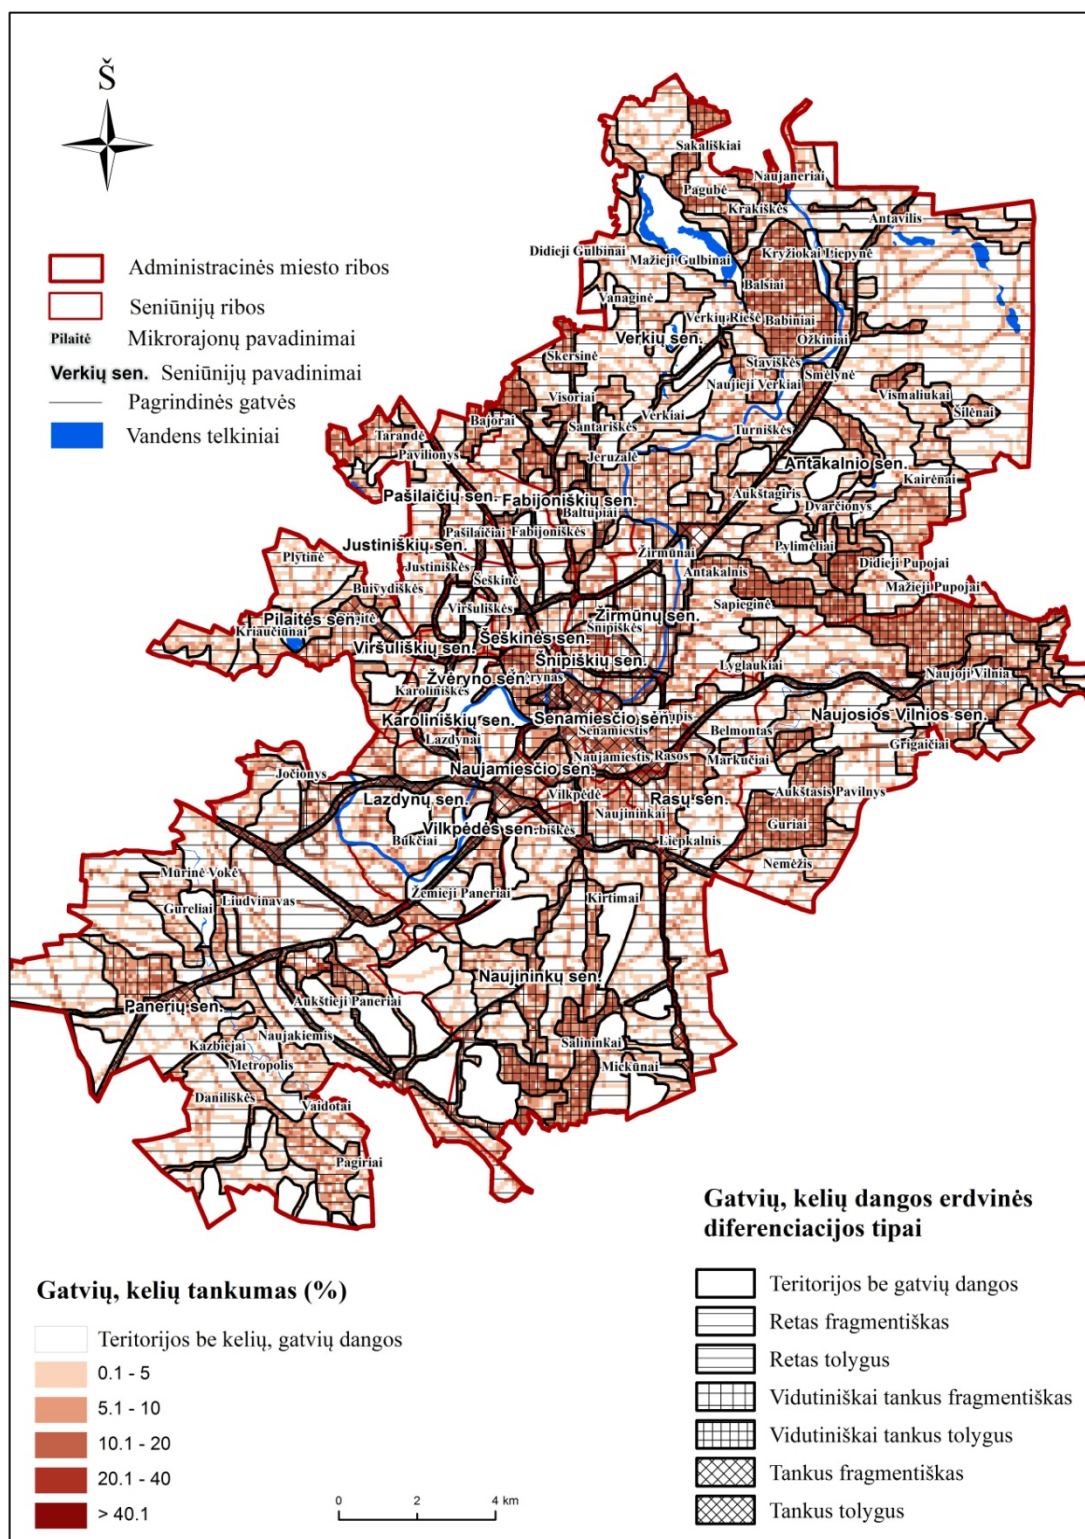 Š
Administracinės miesto ribos
Seniūnijų ribos
Pilaitė Mikrorajonų pavadinimai
Verkių sen. Seniūnijų pavadinimai
Pagrindinės gatvės
Vandens telkiniai
Sakališkiai
Naujaneriai
Pagubė
Krakiškės
Antavilis
Didieji Gulbinai
Mažieji Gulbinai
Kryžiokai
Liepynė
Balsiai
Vanaginė
Verkių Riešė
Babiniai
Verkių sen.
Ožkiniai
Skersinė
Staviškės
Smėlynė
Naujieji Verkiai
Visoriai
Vismaliukai
Šilėnai
Bajorai
Santariškės
Verkiai
Turniškės
Tarandė
Pavilionys
Jeruzalė
Antakalnio sen.
Kairėnai
Pašilaičių sen.
Fabijoniškių sen.
Aukštagiris
Dvarčionys
Baltupiai
Pašilaičiai
Fabijoniškės
Justiniškių sen.
Žirmūnai
Pylimėliai
Plytinė
Justiniškės
Šeškinė
Antakalnis
Didieji Pupojai
Buivydiškės
Mažieji Pupojai
Viršuliškės
Sapieginė
Pilaitės sen.
Žirmūnų sen.
Kriaučiūnai
Šnipiškės
Viršuliškių sen.
Šeškinės sen.
Šnipiškių sen.
Lyglaukiai
Naujoji Vilnia
Žvėryno sen.
Karoliniškės
Karoliniškių sen.
Senamiesčio sen.
Naujosios Vilnios sen.
Senamiestis
Belmontas
Lazdynai
Grigaičiai
Naujamiestis
Rasos
Markučiai
Naujamiesčio sen.
Jočionys
Aukštasis Pavilnys
Lazdynų sen.
Vilkpėdė
Rasų sen.
Naujininkai
Guriai
Vilkpėdės sen.
Bukčiai
Liepkalnis
Nemėžis
Mūrinė Vokė
Žemieji Paneriai
Kirtimai
Gureliai
Liudvinavas
Naujininkų sen.
Panerių sen.
Aukštieji Paneriai
Naujakiemis
Kazbiejai
Salininkai
Metropolis
Mickūnai
Daniliškės
Vaidotai
Pagiriai
Gatvių, kelių dangos erdvinės
diferenciacijos tipai
Teritorijos be gatvių dangos
Retas fragmentiškas
Retas tolygus
Vidutiniškai tankus fragmentiškas
Vidutiniškai tankus tolygus
Tankus fragmentiškas
Tankus tolygus
Gatvių, kelių tankumas (%)
Teritorijos be kelių, gatvių dangos
0.1 - 5
5.1 - 10
10.1 - 20
20.1 - 40
> 40.1
0 2 4 km